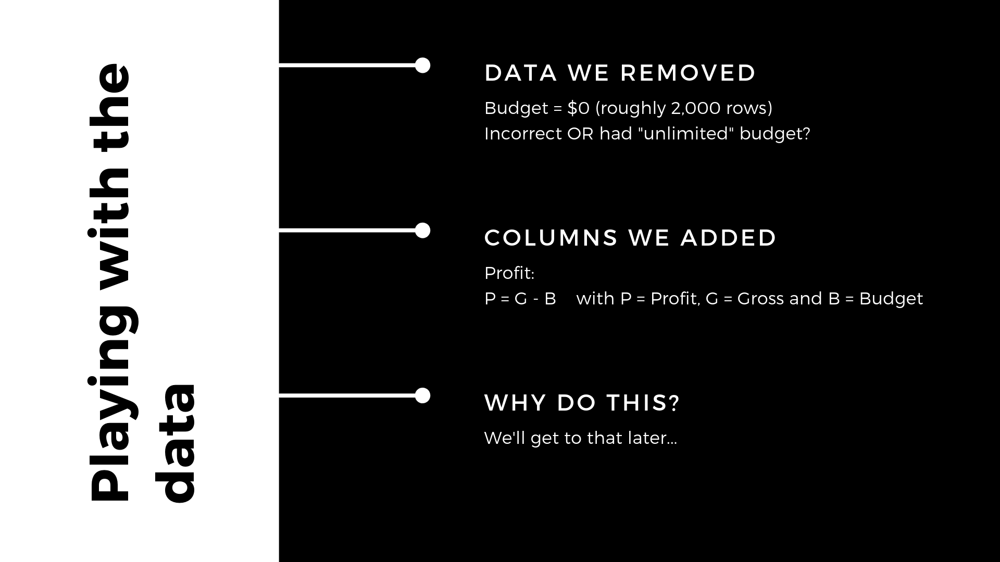 Playing with the
data
DATA WE REMOVED
Budget = $0 (roughly 2,000 rows)
Incorrect OR had "unlimited" budget?
COLUMNS WE ADDED
Profit:
P = G - B    with P = Profit, G = Gross and B = Budget
WHY DO THIS?
We'll get to that later...